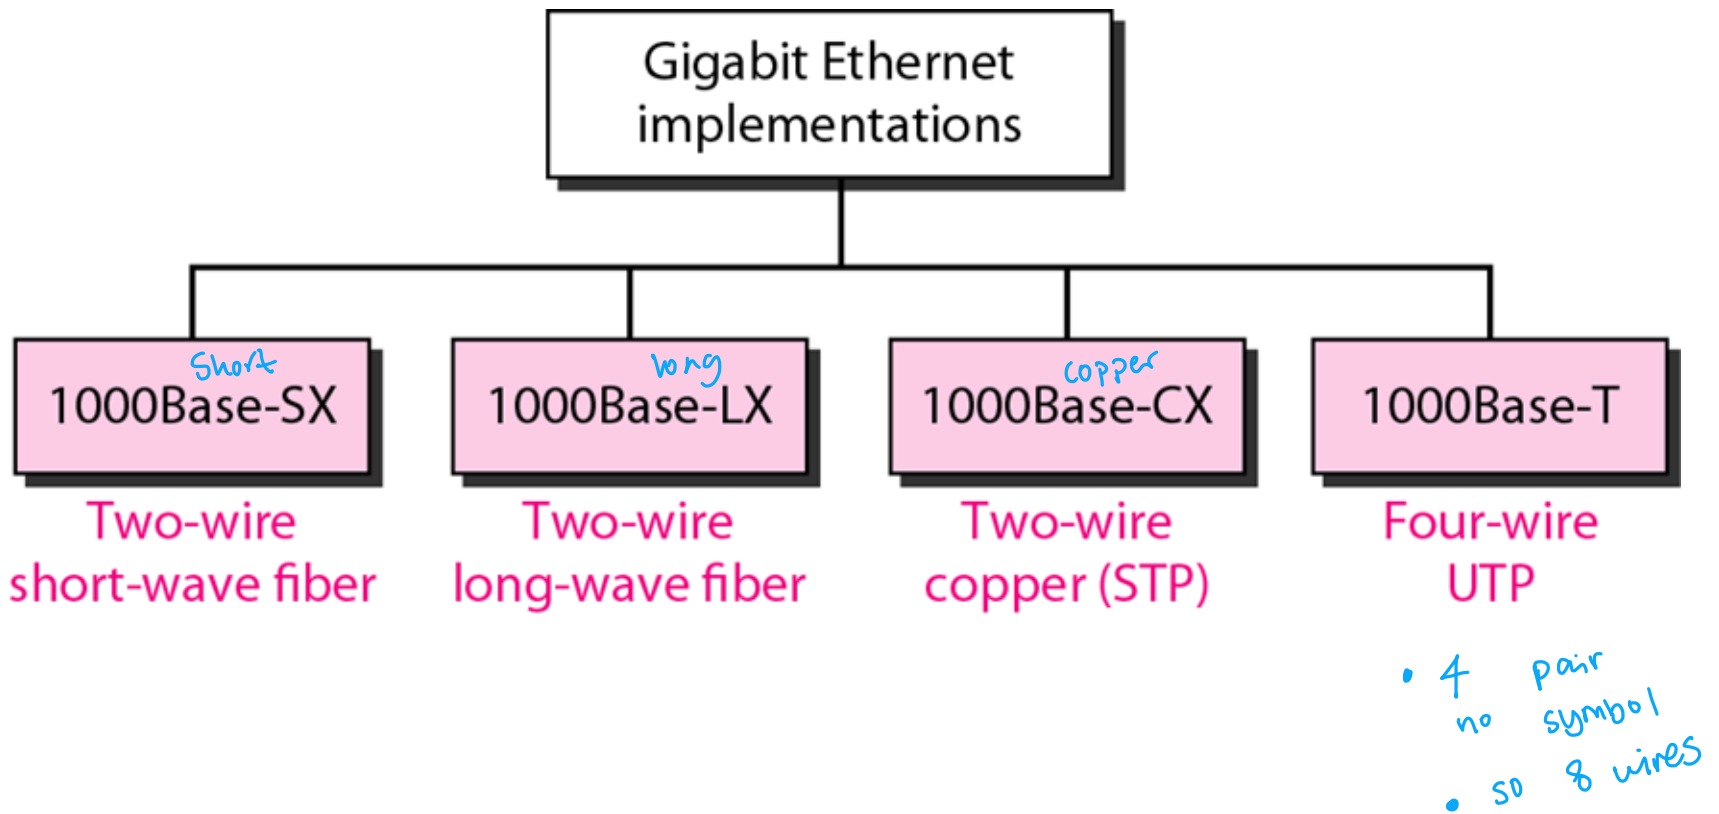 Gigabit Ethernet
implementations
Short
1000Base-SX
Two-wire
short-wave fiber
long
1000Base-LX
Two-wire
long-wave fiber
copper
1000Base-CX
Two-wire
copper (STP)
1000Base-T
Four-wire
UTP
• 4 pair
no symbol
• so 8 wires